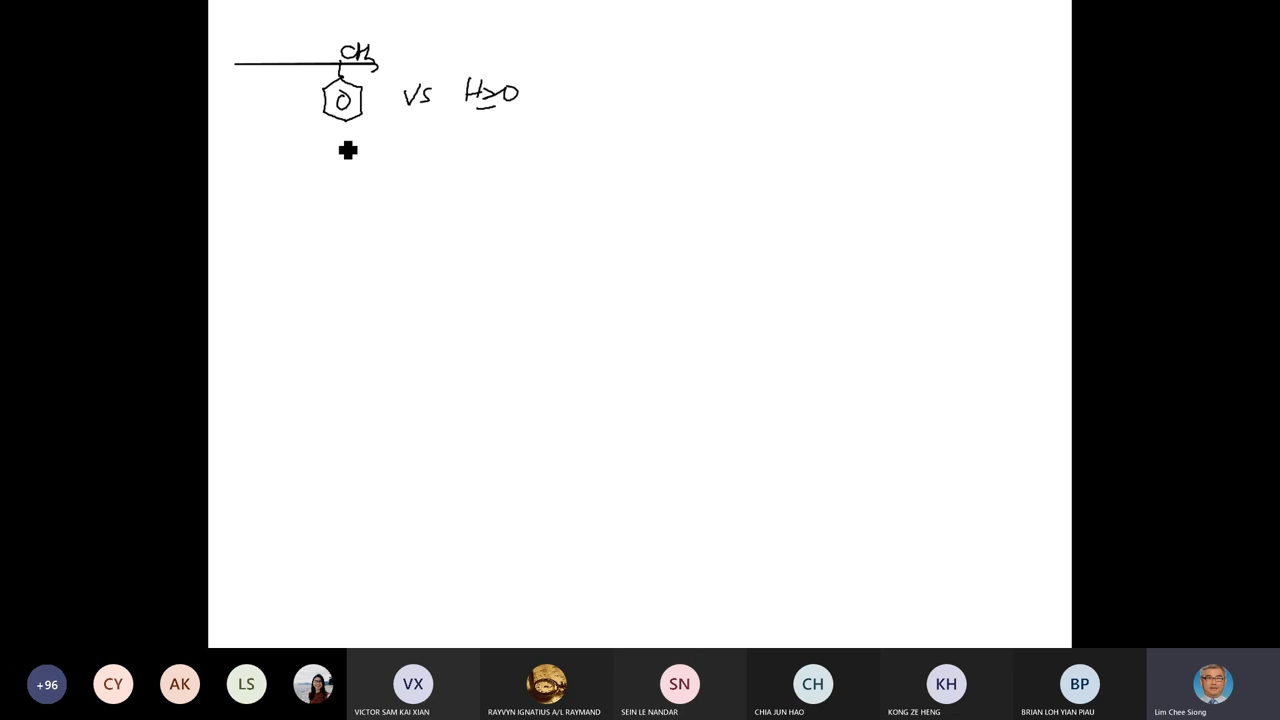 CH3
VS H2O
+96
CY
AK
LS
VX
SN
CH
KH
BP
VICTOR SAM KAI XIAN
RAYVYN IGNATIUS A/L RAYMAND
SEIN LE NANDAR
CHIA JUN HAO
KONG ZE HENG
BRIAN LOH YIAN PIAU
Lim Chee Siong